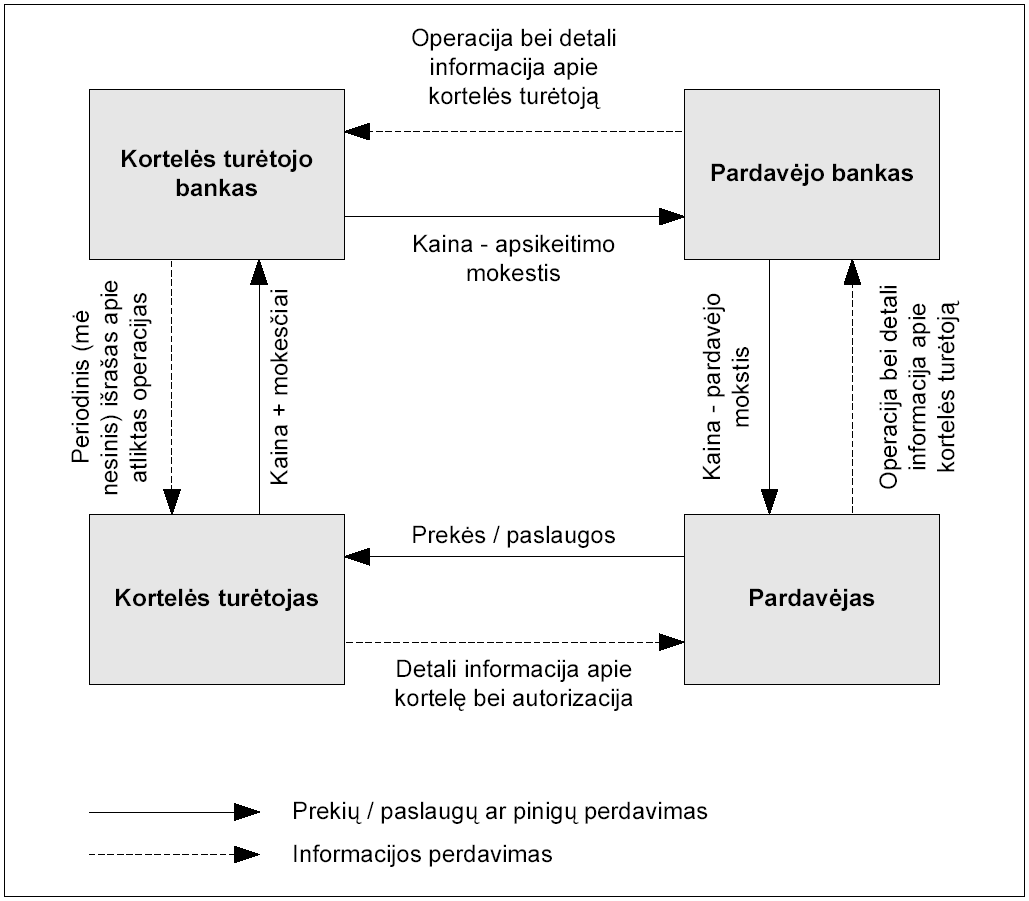 Operacija bei detali
informacija apie
kortelės turėtoją
Kortelės turėtojo
bankas
Pardavėjo bankas
Kaina - apsikeitimo
mokestis
Periodinis (mė
nesinis) išrašas apie
atliktas operacijas
Kaina + mokesčiai
Kaina - pardavėjo
mokstis
Operacija bei detali
informacija apie
kortelės turėtoją
Prekės / paslaugos
Kortelės turėtojas
Pardavėjas
Detali informacija apie
kortelę bei autorizacija
Prekių / paslaugų ar pinigų perdavimas
Informacijos perdavimas